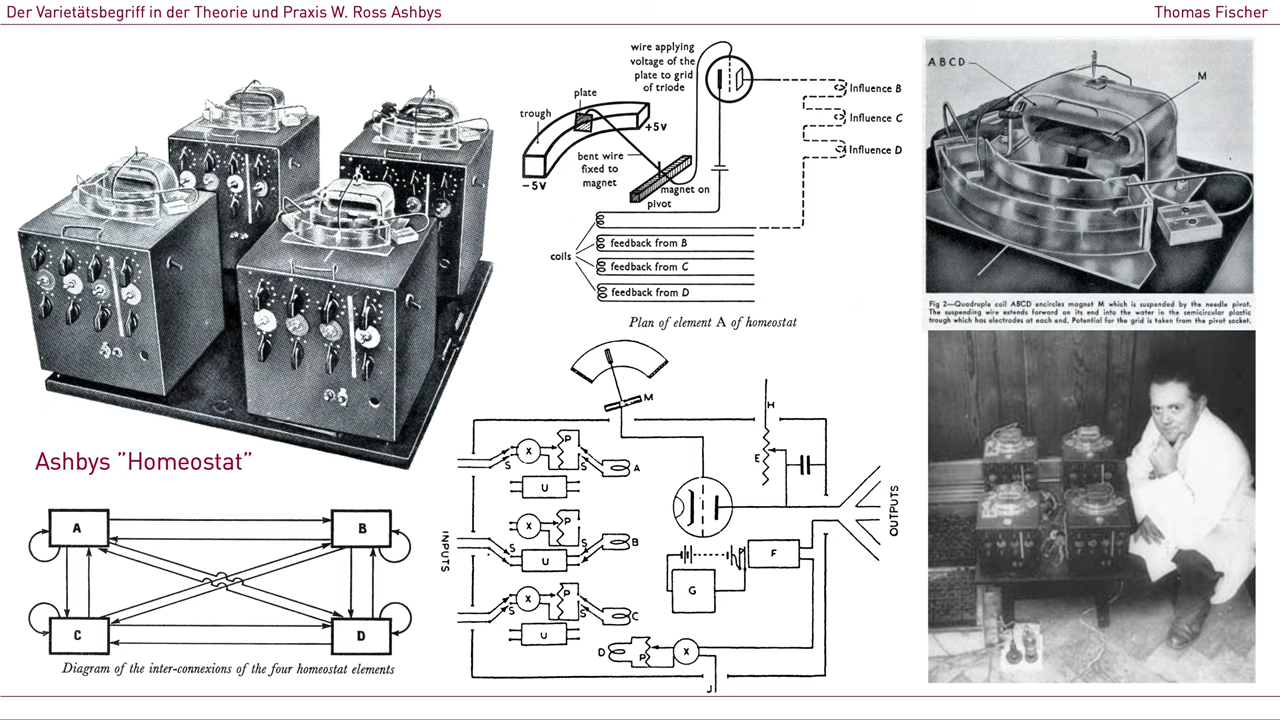 Der Varietätsbegriff in der Theorie und Praxis W. Ross Ashbys
Thomas Fischer
wire applying
voltage of the
plate to grid
of triode
plate
trough
+5V
-5V
bent wire
fixed to
magnet
magnet on
pivot
Influence B
Influence C
Influence D
coils
feedback from B
feedback from C
feedback from D
Plan of element A of homeostat
A B C D
M
Fig 2—Quadruple coil ABCD encircles magnet M which is suspended by the needle pivot.
The suspending wire extends forward on its end into the water in the semicircular plastic
trough which has electrodes at each end. Potential for the grid is taken from the pivot socket.
Ashbys ”Homeostat”
A
B
C
D
Diagram of the inter-connexions of the four homeostat elements
M
H
E
INPUTS
OUTPUTS
S
X
P
S
A
U
X
P
S
S
B
U
S
X
P
S
C
U
F
G
P
D
P
X
J